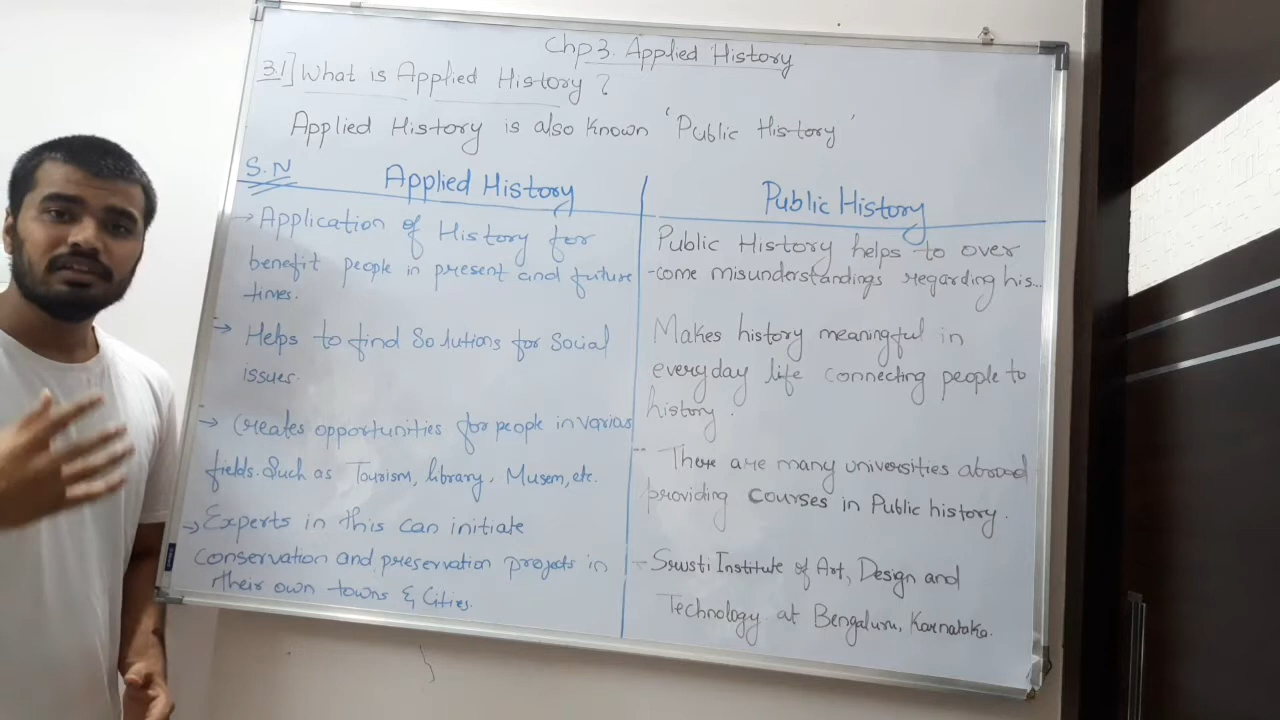 Chp 3. Applied History
3.1] What is Applied History ?
Applied History is also known 'Public History'
S.N
Applied History
→ Application of History for
benefit people in present and future
times.
→ Helps to find Solutions for Social
issues.
→ Creates opportunities for people in varios
fields. Such as Tourism, library, Musem, etc.
→ Experts in this can initiate
conservation and preservation projects in
their own towns & Cities.
Public History
Public History helps to over
-come misunderstandings regarding his...
Makes history meaningful in
everyday life connecting people to
history.
There are many universities abroad
providing courses in Public history.
Srusti Institute of Art, Design and
Technology at Bengaluru, Karnataka.